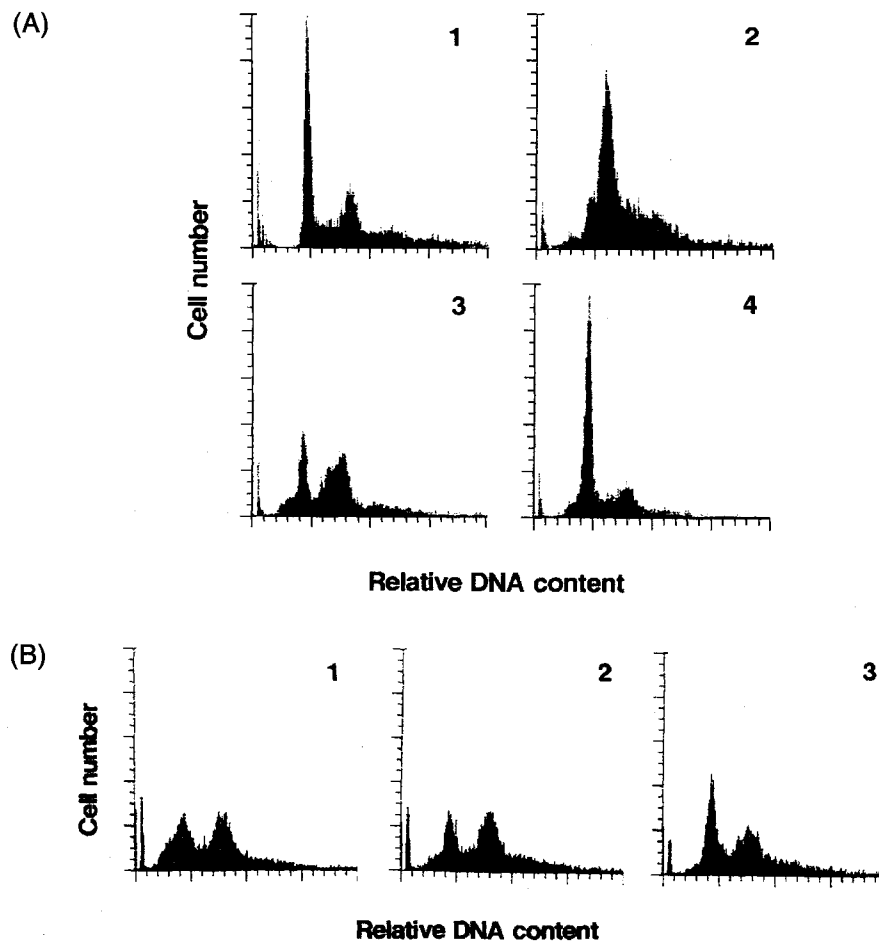 (A)
1
2
Cell number
3
4
Relative DNA content
(B)
1
2
3
Cell number
Relative DNA content